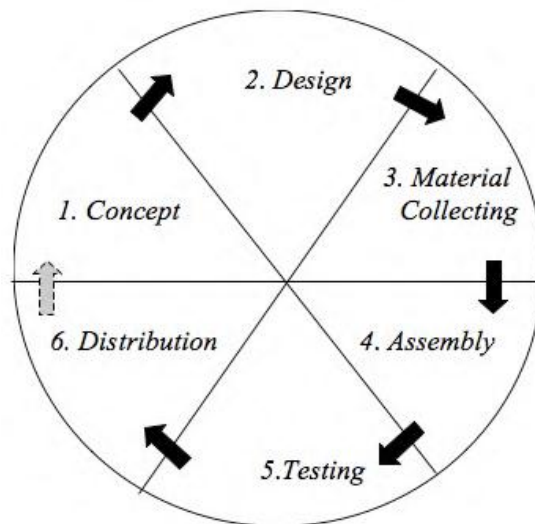 1. Concept
2. Design
3. Material
Collecting
4. Assembly
5.Testing
6. Distribution